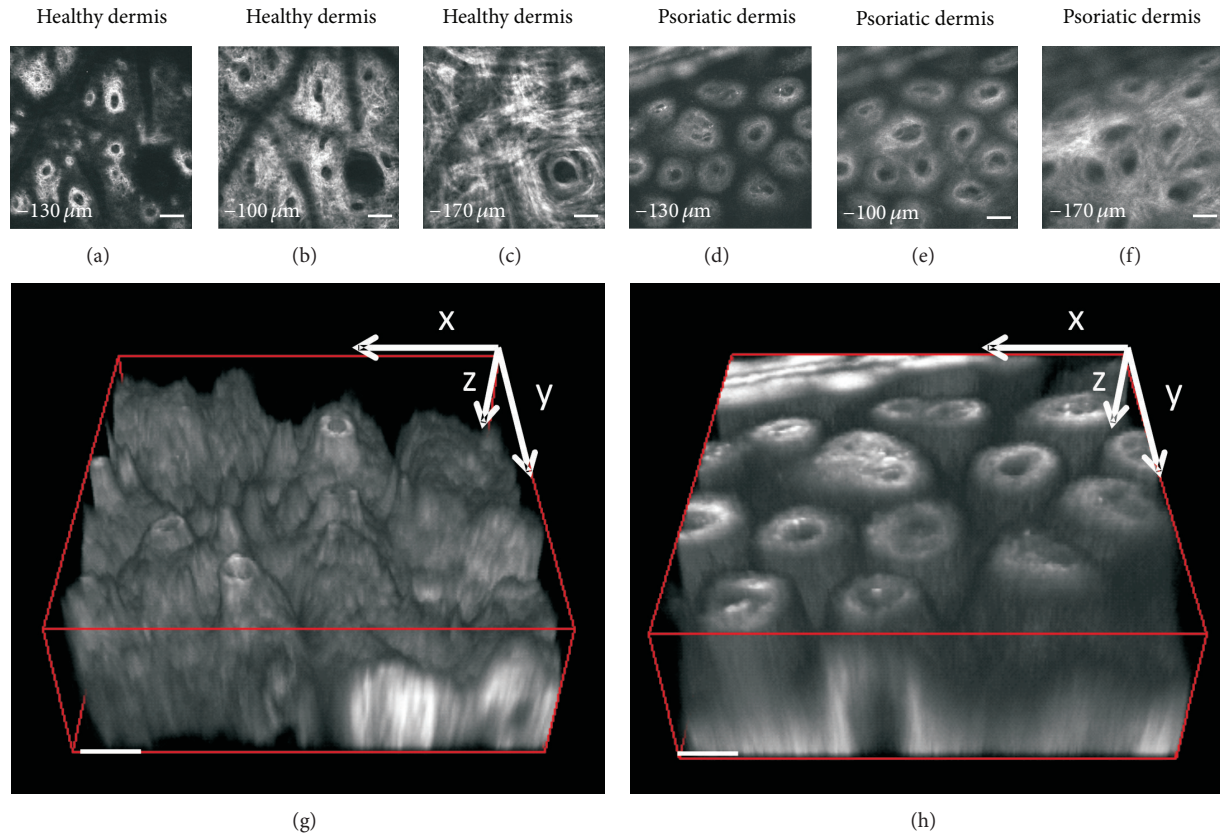 Healthy dermis
Healthy dermis
Healthy dermis
Psoriatic dermis
Psoriatic dermis
Psoriatic dermis
−130 μm
−100 μm
−170 μm
−130 μm
−100 μm
−170 μm
(a)
(b)
(c)
(d)
(e)
(f)
x
z
y
x
z
y
(g)
(h)